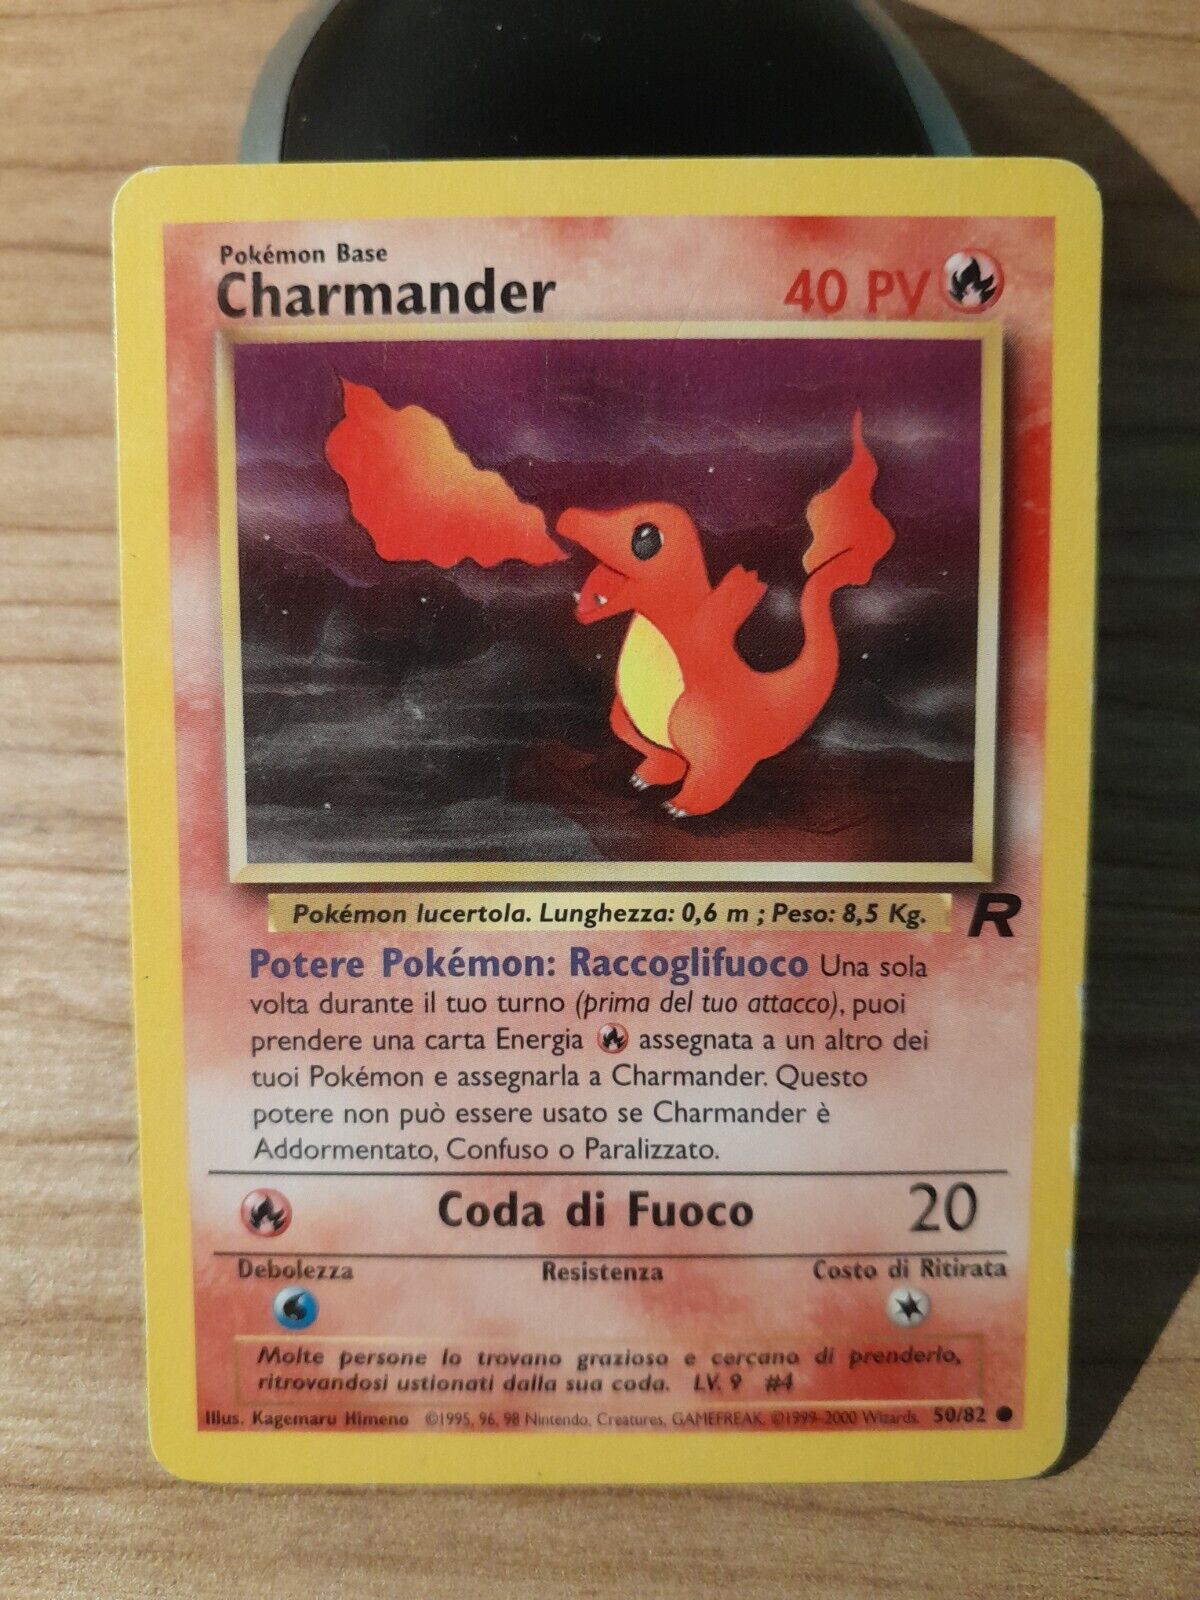 Pokémon Base
Charmander
40 PV
Pokémon lucertola. Lunghezza: 0,6 m ; Peso: 8,5 Kg.
R
Potere Pokémon: Raccoglifuoco Una sola
volta durante il tuo turno (prima del tuo attacco), puoi
prendere una carta Energia assegnata a un altro dei
tuoi Pokémon e assegnarla a Charmander. Questo
potere non può essere usato se Charmander è
Addormentato, Confuso o Paralizzato.
Coda di Fuoco 20
Debolezza Resistenza Costo di Ritirata
Molte persone lo trovano grazioso e cercano di prenderlo,
ritrovandosi ustionati dalla sua coda. LV. 9 #4
Illus. Kagemaru Himeno ©1995, 96, 98 Nintendo, Creatures, GAMEFREAK. ©1999-2000 Wizards. 50/82